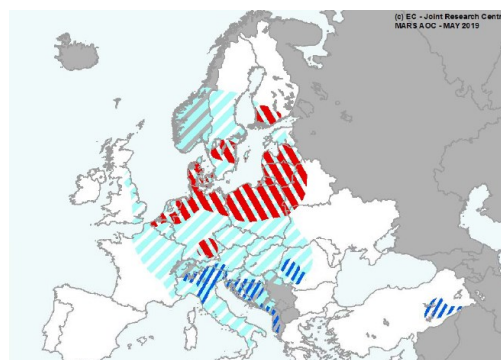 (c) EC - Joint Research Centr
MARS AOC - MAY 2019